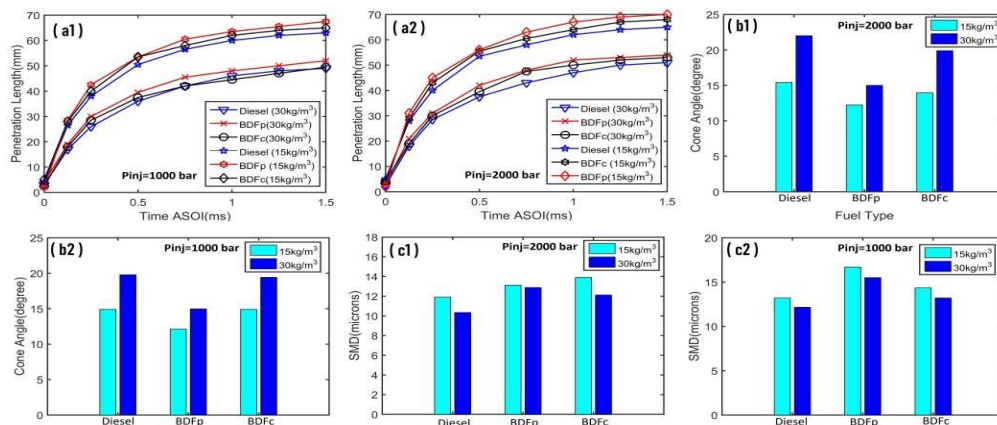 ( a1 )
Penetration Length(mm)
70
60
50
40
30
20
10
0
0
0.5
1
1.5
Time ASOI(ms)
Pinj=1000 bar
Diesel (30kg/m³)
BDFp(30kg/m³)
BDFc(30kg/m³)
Diesel (15kg/m³)
BDFp (15kg/m³)
BDFc(15kg/m³)
( a2 )
Penetration Length(mm)
70
60
50
40
30
20
10
0
0
0.5
1
1.5
Time ASOI(ms)
Pinj=2000 bar
Diesel (30kg/m³)
BDFp(30kg/m³)
BDFc(30kg/m³)
Diesel (15kg/m³)
BDFc (15kg/m³)
BDFp(15kg/m³)
( b1 )
Pinj=2000 bar
15kg/m³
30kg/m³
Cone Angle(degree)
25
20
15
10
5
0
Diesel
BDFp
BDFc
Fuel Type
( b2 )
Pinj=1000 bar
15kg/m³
30kg/m³
Cone Angle(degree)
25
20
15
10
5
0
Diesel
BDFp
BDFc
( c1 )
Pinj=2000 bar
15kg/m³
30kg/m³
SMD(microns)
18
16
14
12
10
8
6
4
2
0
Diesel
BDFp
BDFc
( c2 )
Pinj=1000 bar
15kg/m³
30kg/m³
SMD(microns)
20
15
10
5
0
Diesel
BDFp
BDFc